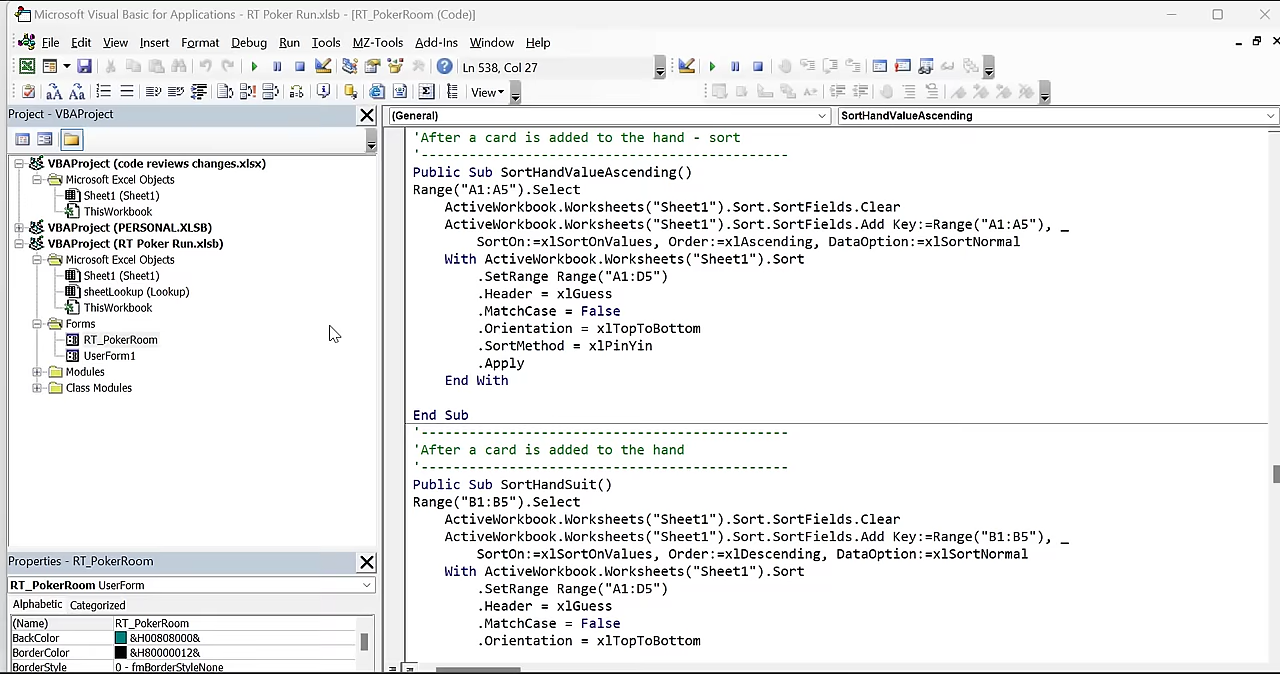 Microsoft Visual Basic for Applications - RT Poker Run.xlsb - [RT_PokerRoom (Code)]
File Edit View Insert Format Debug Run Tools MZ-Tools Add-Ins Window Help
Ln 538, Col 27
View
Project - VBAProject
VBAProject (code reviews changes.xlsx)
Microsoft Excel Objects
Sheet1 (Sheet1)
ThisWorkbook
VBAProject (PERSONAL.XLSB)
VBAProject (RT Poker Run.xlsb)
Microsoft Excel Objects
Sheet1 (Sheet1)
sheetLookup (Lookup)
ThisWorkbook
Forms
RT_PokerRoom
UserForm1
Modules
Class Modules
Properties - RT_PokerRoom
RT_PokerRoom UserForm
Alphabetic Categorized
(Name) RT_PokerRoom
BackColor &H00808000&
BorderColor &H80000012&
BorderStyle 0 - fmBorderStyleNone
(General) SortHandValueAscending
'After a card is added to the hand - sort
'----------------------------------------------
Public Sub SortHandValueAscending()
Range("A1:A5").Select
ActiveWorkbook.Worksheets("Sheet1").Sort.SortFields.Clear
ActiveWorkbook.Worksheets("Sheet1").Sort.SortFields.Add Key:=Range("A1:A5"), _
SortOn:=xlSortOnValues, Order:=xlAscending, DataOption:=xlSortNormal
With ActiveWorkbook.Worksheets("Sheet1").Sort
.SetRange Range("A1:D5")
.Header = xlGuess
.MatchCase = False
.Orientation = xlTopToBottom
.SortMethod = xlPinYin
.Apply
End With
End Sub
'----------------------------------------------
'After a card is added to the hand
'----------------------------------------------
Public Sub SortHandSuit()
Range("B1:B5").Select
ActiveWorkbook.Worksheets("Sheet1").Sort.SortFields.Clear
ActiveWorkbook.Worksheets("Sheet1").Sort.SortFields.Add Key:=Range("B1:B5"), _
SortOn:=xlSortOnValues, Order:=xlDescending, DataOption:=xlSortNormal
With ActiveWorkbook.Worksheets("Sheet1").Sort
.SetRange Range("A1:D5")
.Header = xlGuess
.MatchCase = False
.Orientation = xlTopToBottom